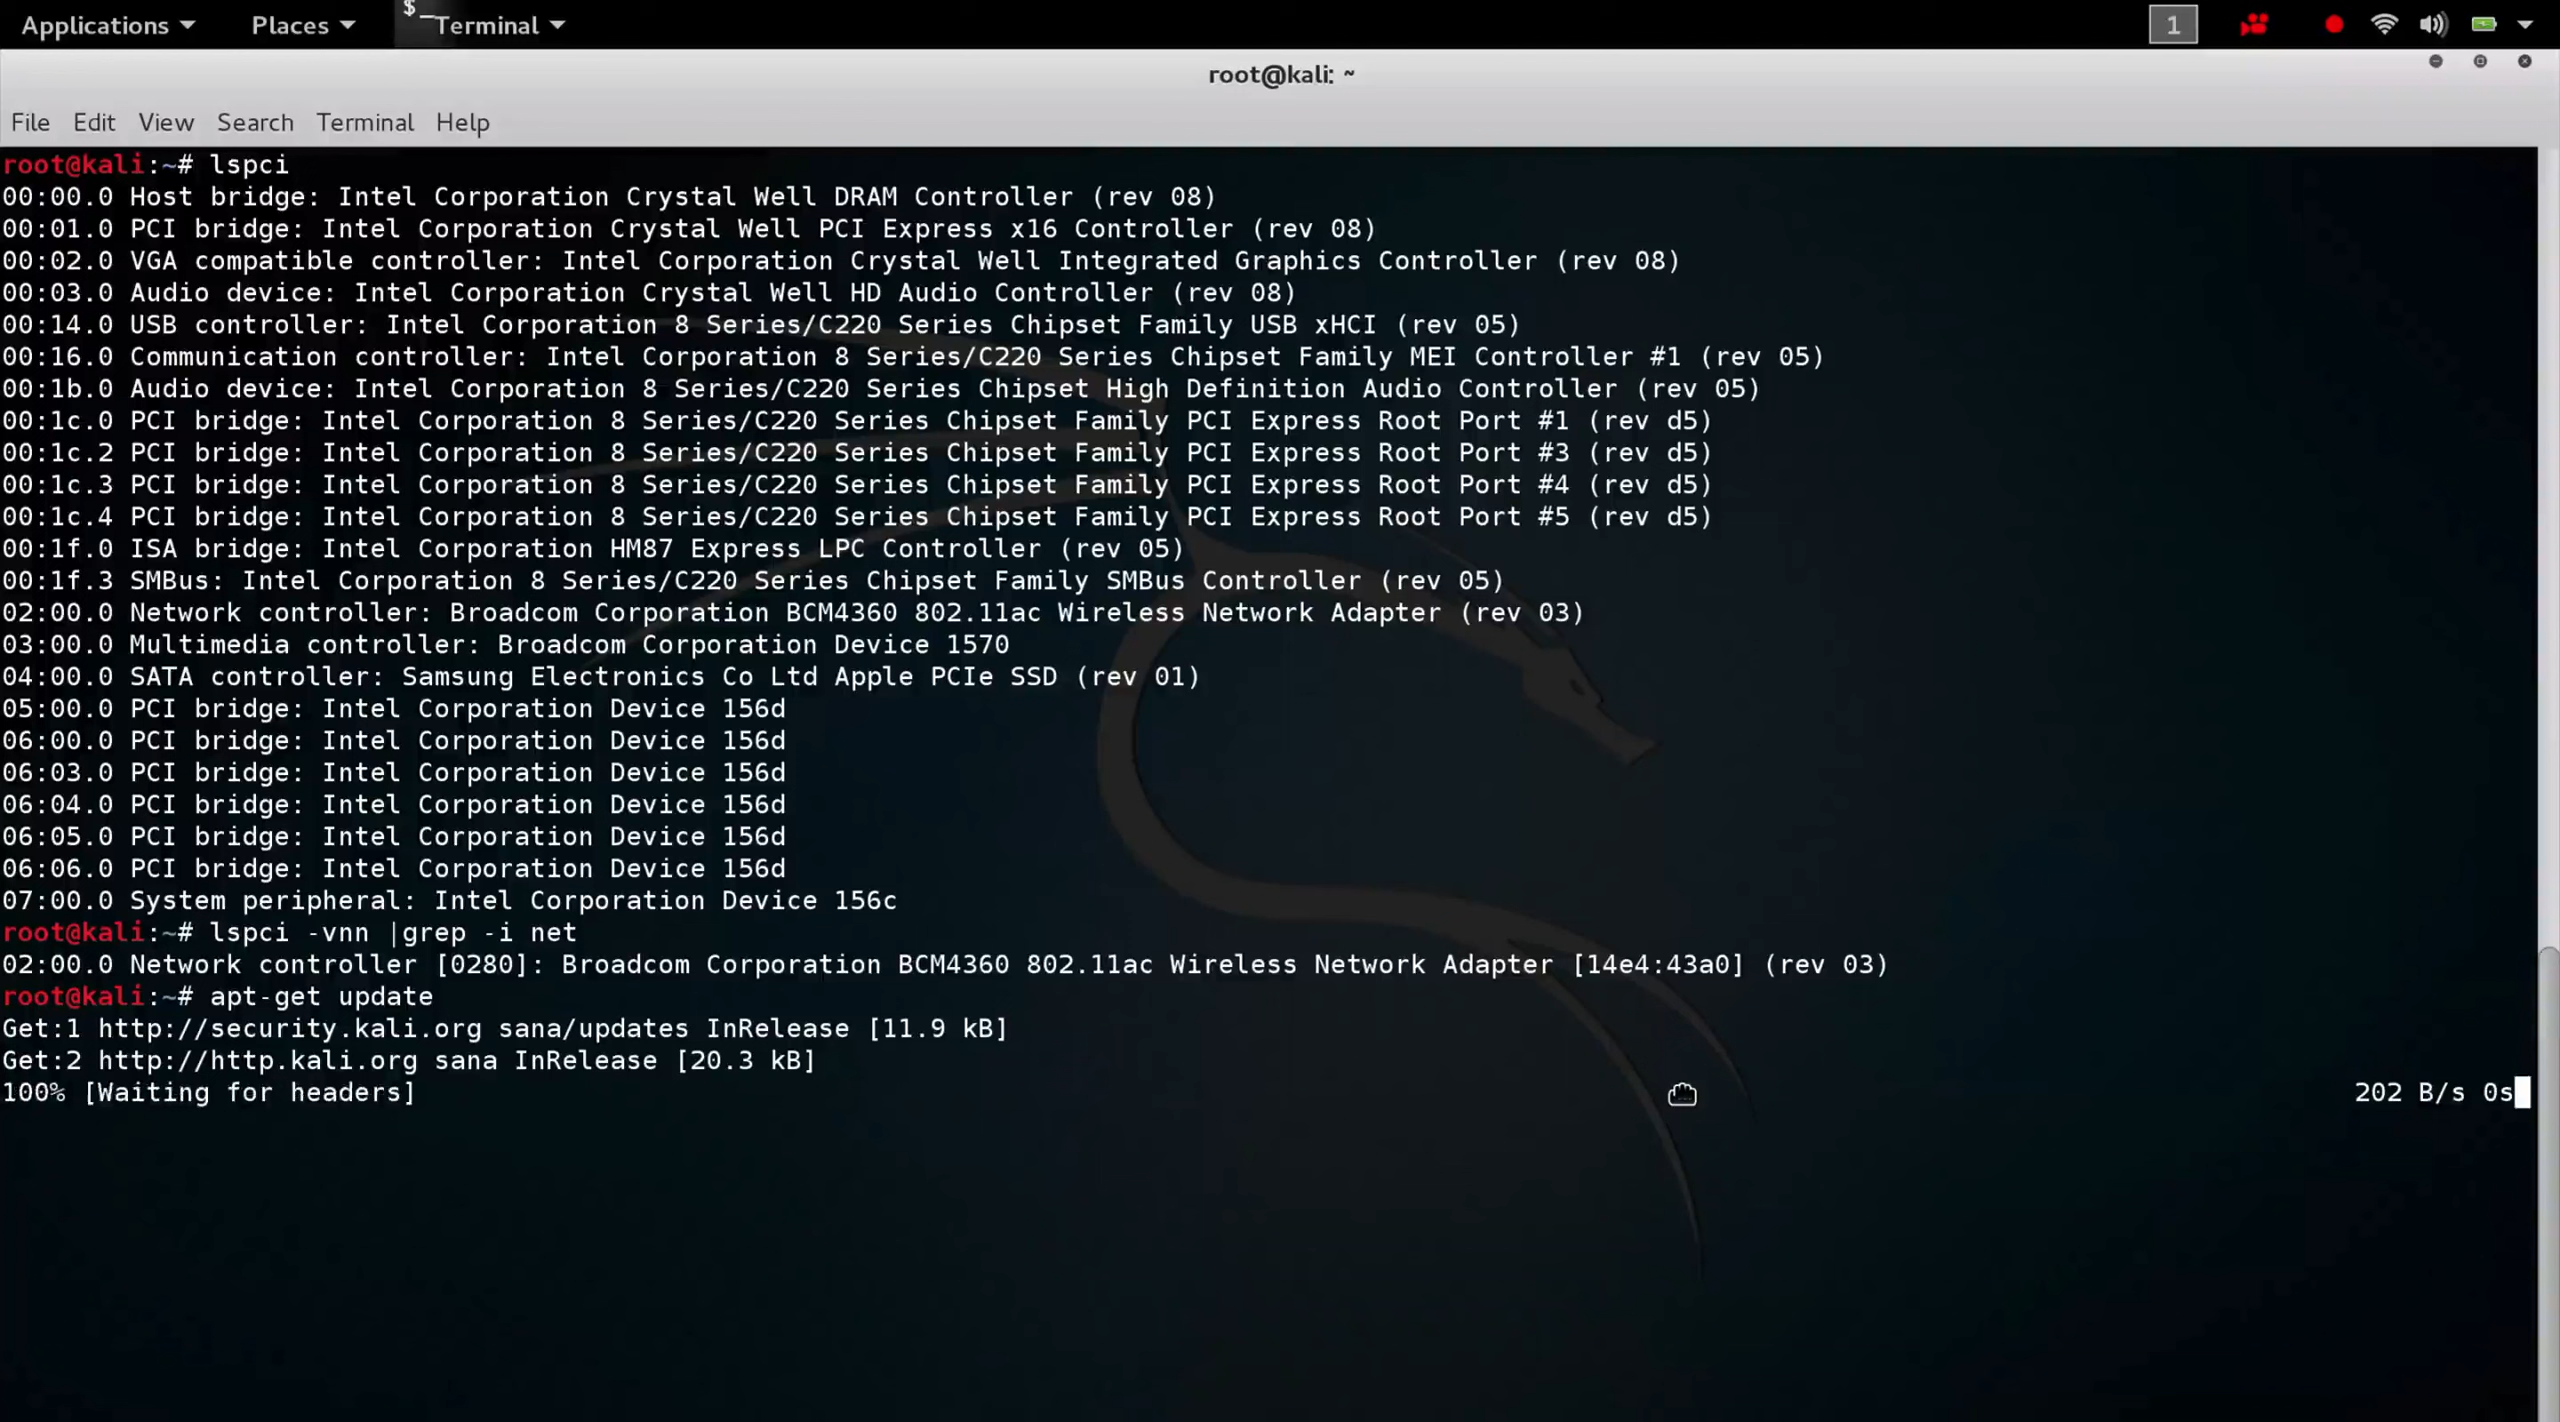 Applications Places $_ Terminal 1
root@kali: ~
File Edit View Search Terminal Help
root@kali:~# lspci
00:00.0 Host bridge: Intel Corporation Crystal Well DRAM Controller (rev 08)
00:01.0 PCI bridge: Intel Corporation Crystal Well PCI Express x16 Controller (rev 08)
00:02.0 VGA compatible controller: Intel Corporation Crystal Well Integrated Graphics Controller (rev 08)
00:03.0 Audio device: Intel Corporation Crystal Well HD Audio Controller (rev 08)
00:14.0 USB controller: Intel Corporation 8 Series/C220 Series Chipset Family USB xHCI (rev 05)
00:16.0 Communication controller: Intel Corporation 8 Series/C220 Series Chipset Family MEI Controller #1 (rev 05)
00:1b.0 Audio device: Intel Corporation 8 Series/C220 Series Chipset High Definition Audio Controller (rev 05)
00:1c.0 PCI bridge: Intel Corporation 8 Series/C220 Series Chipset Family PCI Express Root Port #1 (rev d5)
00:1c.2 PCI bridge: Intel Corporation 8 Series/C220 Series Chipset Family PCI Express Root Port #3 (rev d5)
00:1c.3 PCI bridge: Intel Corporation 8 Series/C220 Series Chipset Family PCI Express Root Port #4 (rev d5)
00:1c.4 PCI bridge: Intel Corporation 8 Series/C220 Series Chipset Family PCI Express Root Port #5 (rev d5)
00:1f.0 ISA bridge: Intel Corporation HM87 Express LPC Controller (rev 05)
00:1f.3 SMBus: Intel Corporation 8 Series/C220 Series Chipset Family SMBus Controller (rev 05)
02:00.0 Network controller: Broadcom Corporation BCM4360 802.11ac Wireless Network Adapter (rev 03)
03:00.0 Multimedia controller: Broadcom Corporation Device 1570
04:00.0 SATA controller: Samsung Electronics Co Ltd Apple PCIe SSD (rev 01)
05:00.0 PCI bridge: Intel Corporation Device 156d
06:00.0 PCI bridge: Intel Corporation Device 156d
06:03.0 PCI bridge: Intel Corporation Device 156d
06:04.0 PCI bridge: Intel Corporation Device 156d
06:05.0 PCI bridge: Intel Corporation Device 156d
06:06.0 PCI bridge: Intel Corporation Device 156d
07:00.0 System peripheral: Intel Corporation Device 156c
root@kali:~# lspci -vnn |grep -i net
02:00.0 Network controller [0280]: Broadcom Corporation BCM4360 802.11ac Wireless Network Adapter [14e4:43a0] (rev 03)
root@kali:~# apt-get update
Get:1 http://security.kali.org sana/updates InRelease [11.9 kB]
Get:2 http://http.kali.org sana InRelease [20.3 kB]
100% [Waiting for headers] 202 B/s 0s